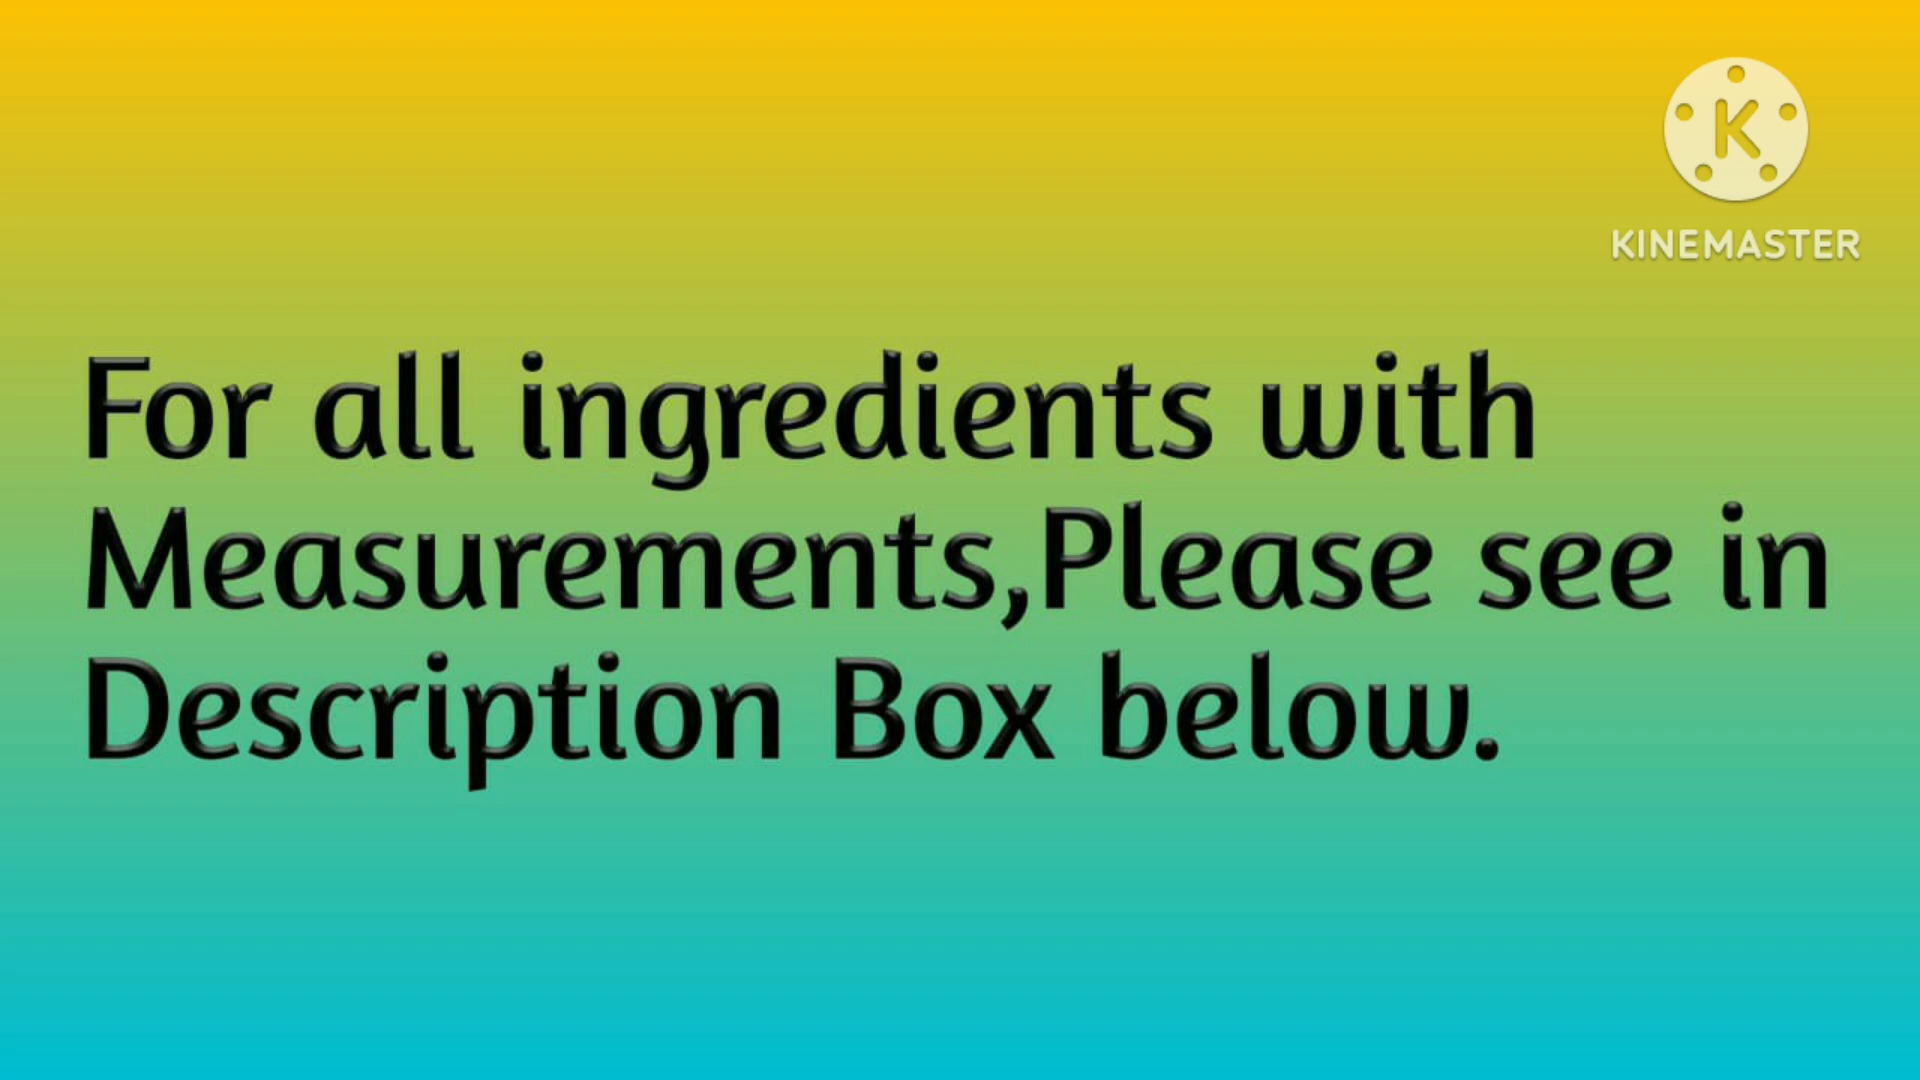 K
KINEMASTER
For all ingredients with
Measurements,Please see in
Description Box below.